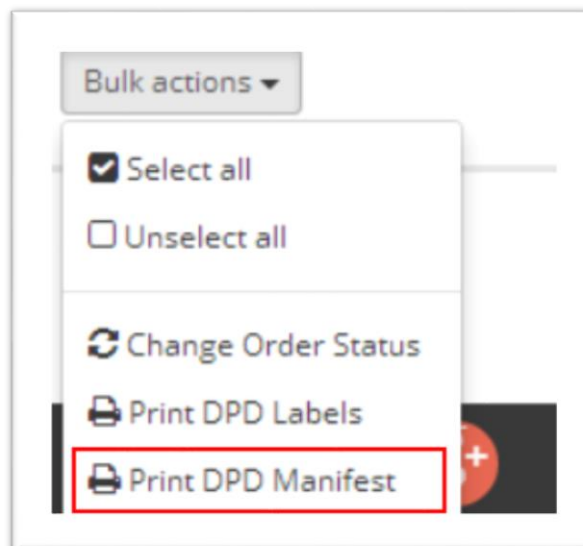 Bulk actions
Select all
Unselect all
Change Order Status
Print DPD Labels
Print DPD Manifest